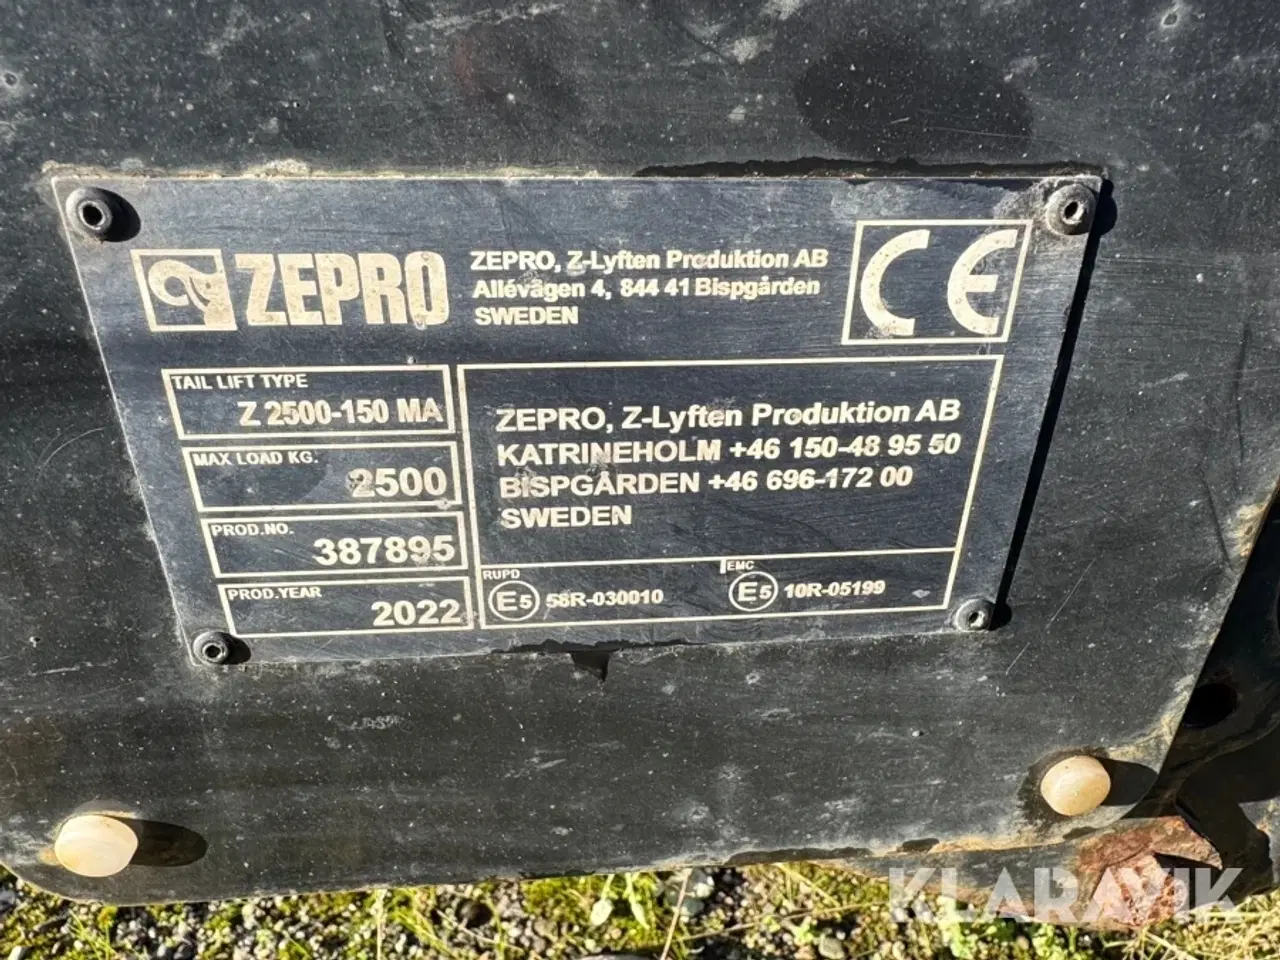 ZEPRO
ZEPRO, Z-Lyften Produktion AB
Allévägen 4, 844 41 Bispgården
SWEDEN
CE
TAIL LIFT TYPE
Z 2500-150 MA
MAX LOAD KG.
2500
PROD.NO.
387895
PROD.YEAR
2022
ZEPRO, Z-Lyften Produktion AB
KATRINEHOLM +46 150-48 95 50
BISPGÅRDEN +46 696-172 00
SWEDEN
RUPD
E5 58R-030010
EMC
E5 10R-05199
KLARAVIK